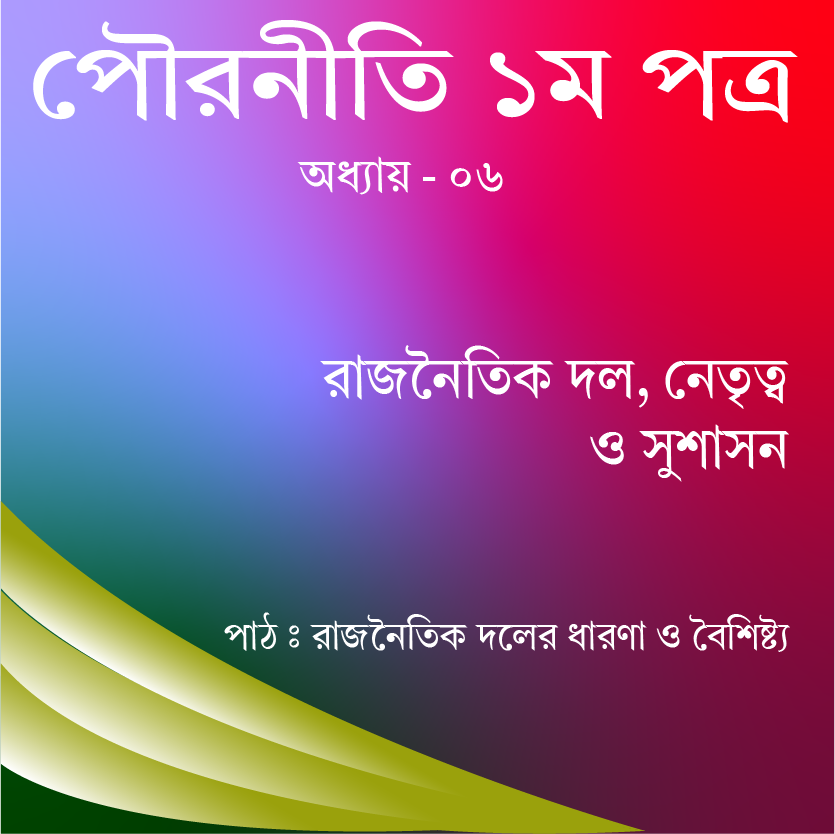 পৌরনীতি ১ম পত্র
অধ্যায় - ০৬
রাজনৈতিক দল, নেতৃত্ব
ও সুশাসন
পাঠ ঃ রাজনৈতিক দলের ধারণা ও বৈশিষ্ট্য